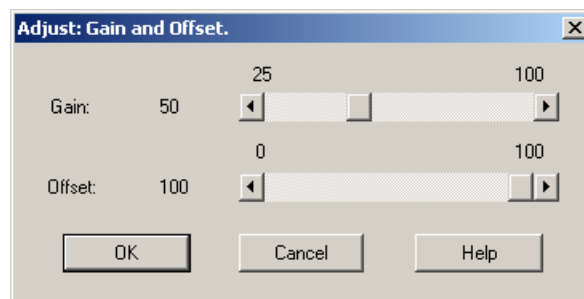 Adjust: Gain and Offset.
25 100
Gain: 50
0 100
Offset: 100
OK Cancel Help